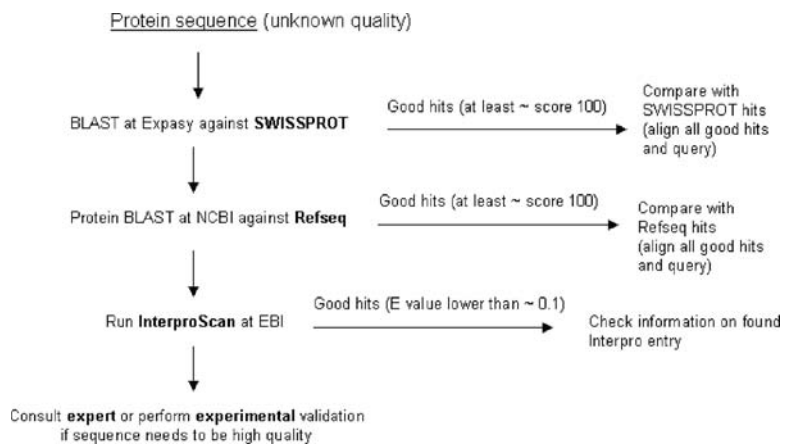 Protein sequence (unknown quality)
Good hits (at least ~ score 100)
Compare with
SWISSPROT hits
(align all good hits
and query)
BLAST at Expasy against SWISSPROT
Good hits (at least ~ score 100)
Compare with
Refseq hits
(align all good hits
and query)
Protein BLAST at NCBI against Refseq
Good hits (E value lower than ~ 0.1)
Run InterproScan at EBI
Check information on found
Interpro entry
Consult expert or perform experimental validation
if sequence needs to be high quality